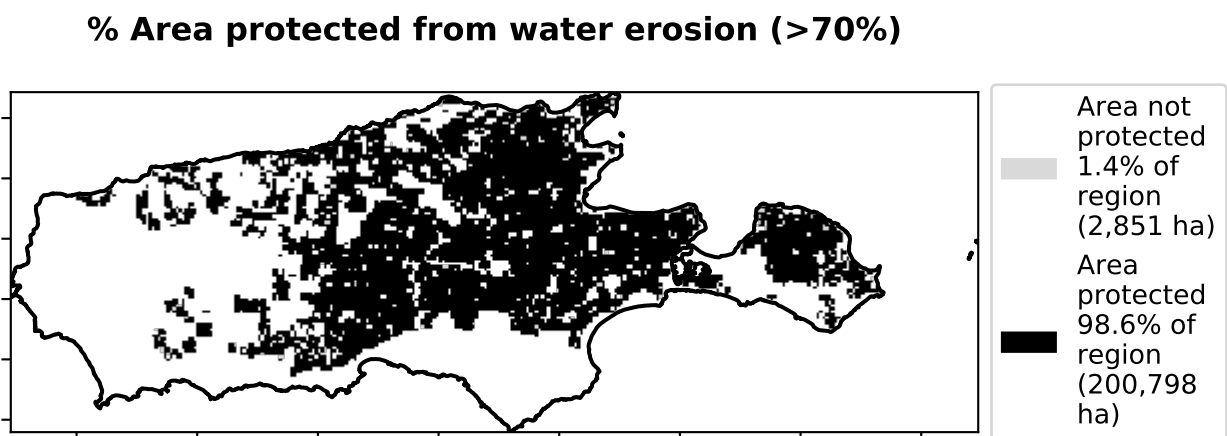 % Area protected from water erosion (>70%)
Area not
protected
1.4% of
region
(2,851 ha)
Area
protected
98.6% of
region
(200,798
ha)